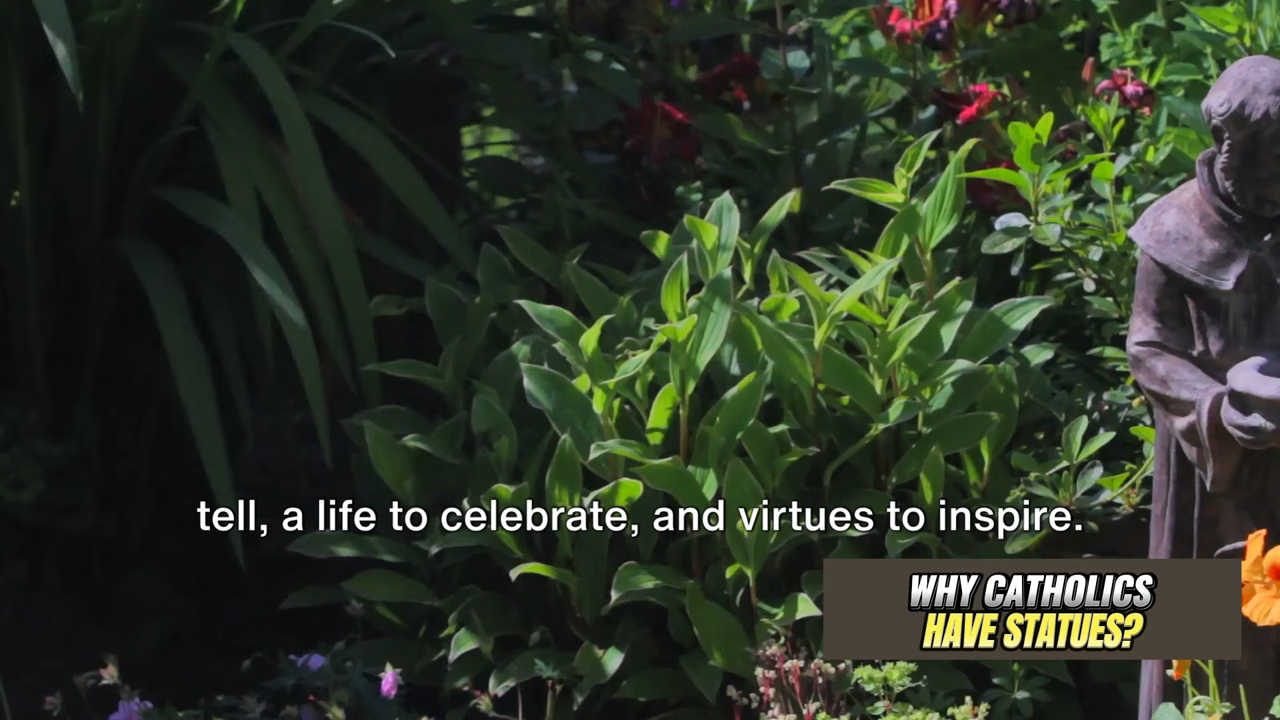 tell, a life to celebrate, and virtues to inspire.
WHY CATHOLICS
HAVE STATUES?